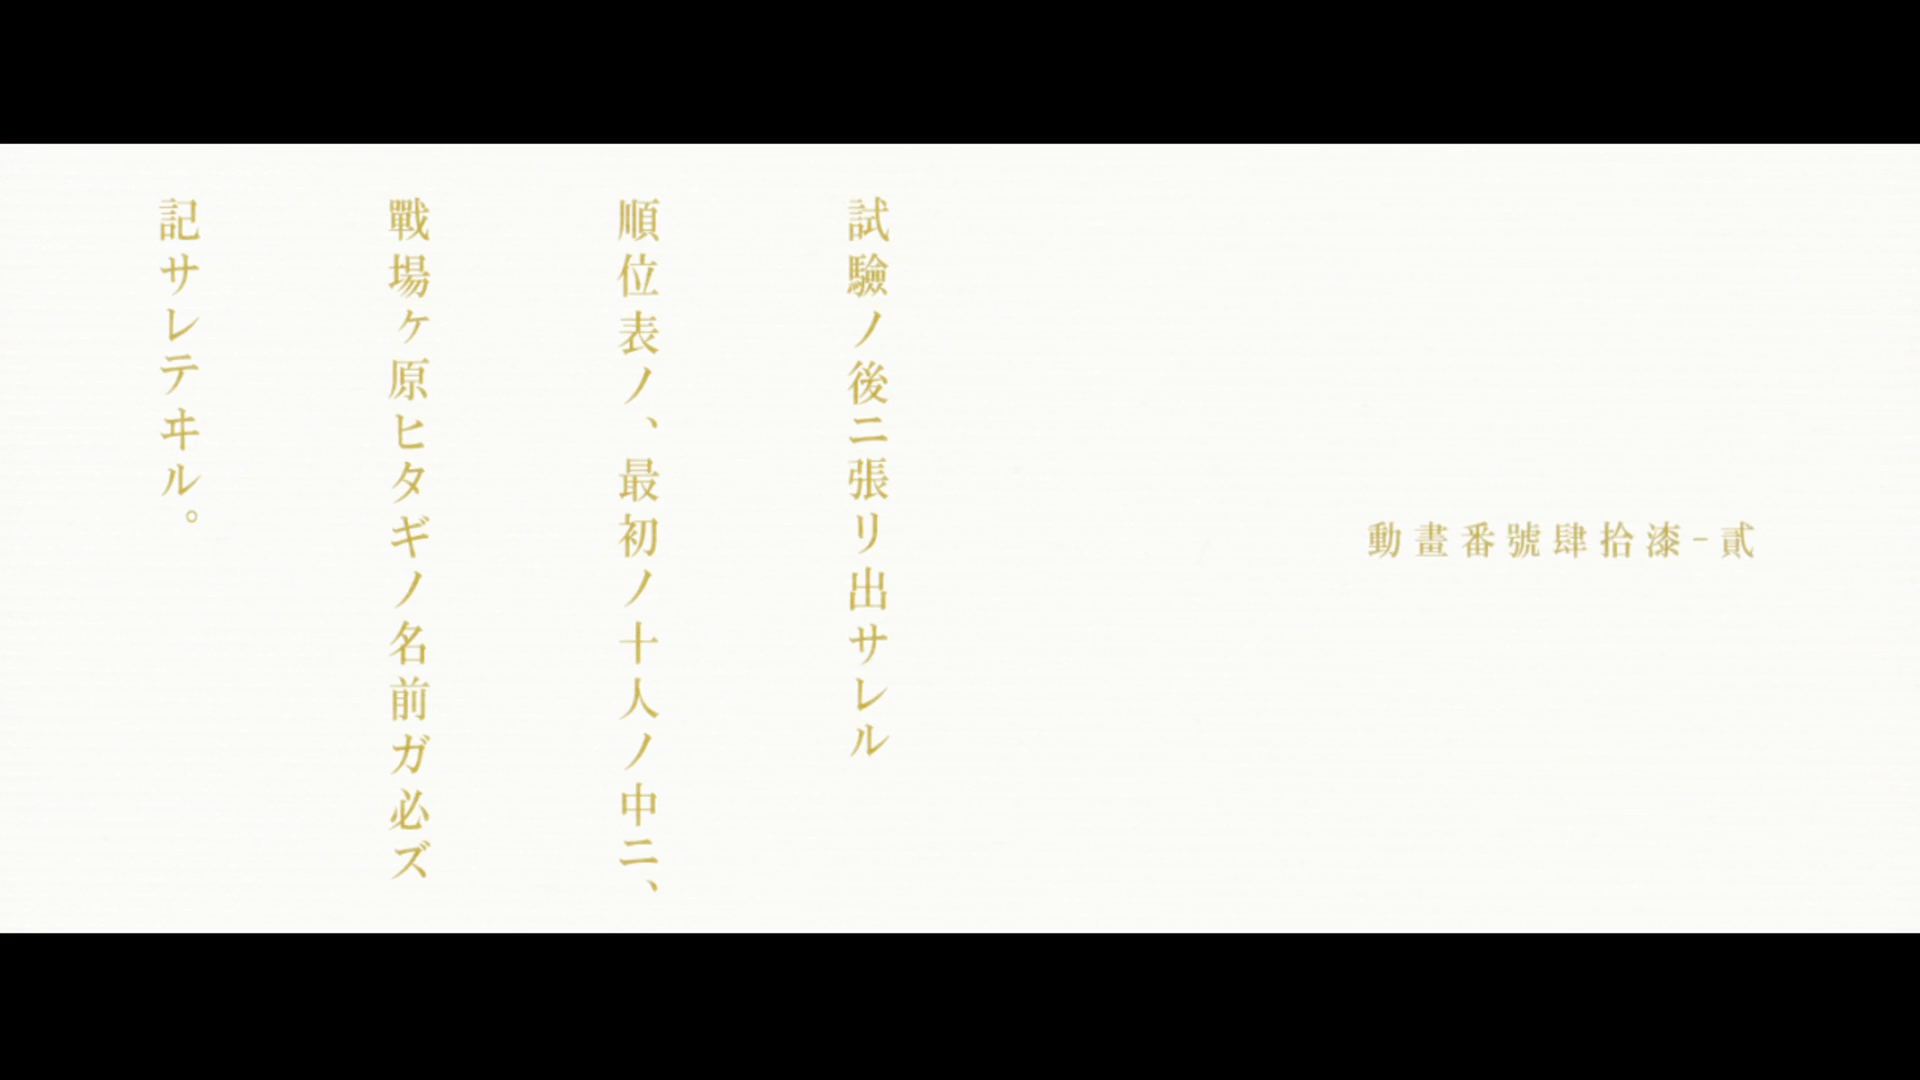 動畫番號肆拾漆-貳
試驗ノ後ニ張リ出サレル
順位表ノ、最初ノ十人ノ中ニ、
戰場ヶ原ヒタギノ名前ガ必ズ
記サレテヰル。